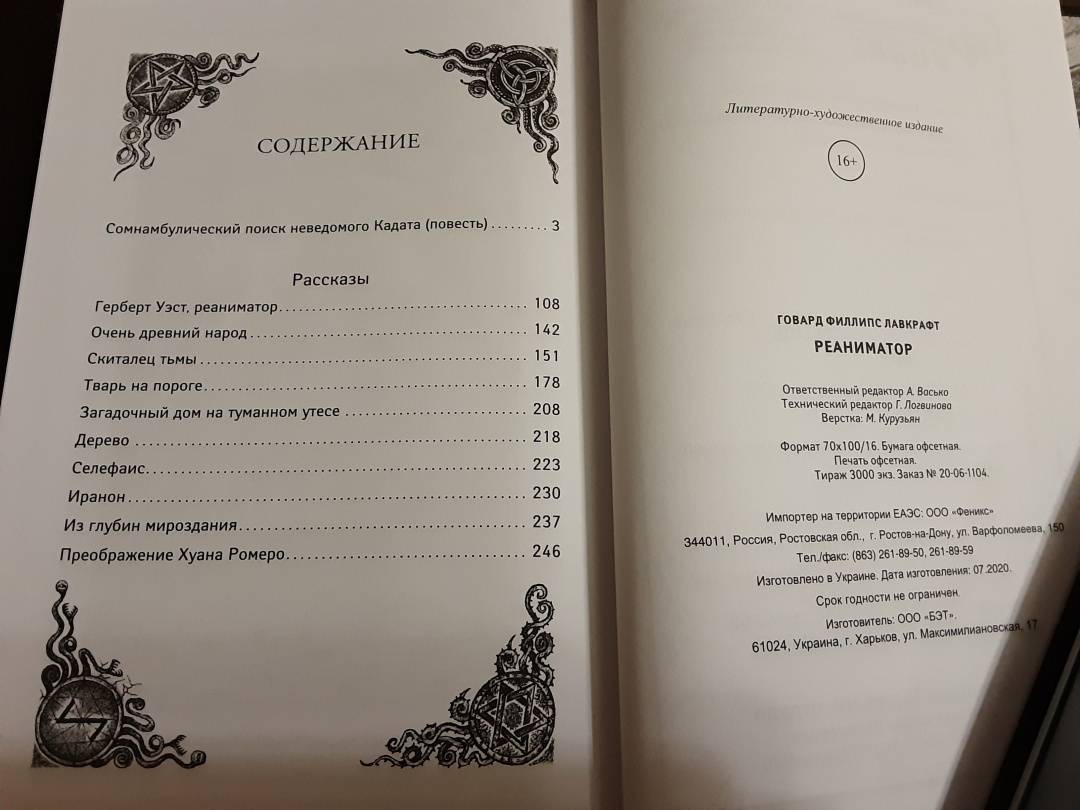 СОДЕРЖАНИЕ
Сомнамбулический поиск неведомого Кадата (повесть) ......... 3
Рассказы
Герберт Уэст, реаниматор ........ 108
Очень древний народ ........ 142
Скиталец тьмы ........ 151
Тварь на пороге ........ 178
Загадочный дом на туманном утесе ........ 208
Дерево ........ 218
Селефаис ........ 223
Иранон ........ 230
Из глубин мироздания ........ 237
Преображение Хуана Ромеро ........ 246
Литературно-художественное издание
16+
ГОВАРД ФИЛЛИПС ЛАВКРАФТ
РЕАНИМАТОР
Ответственный редактор А. Васько
Технический редактор Г. Логвинова
Верстка: М. Курузьян
Формат 70х100/16. Бумага офсетная.
Печать офсетная.
Тираж 3000 экз. Заказ № 20-06-1104.
Импортер на территории ЕАЭС: ООО «Феникс»
344011, Россия, Ростовская обл., г. Ростов-на-Дону, ул. Варфоломеева, 150
Тел./факс: (863) 261-89-50, 261-89-59
Изготовлено в Украине. Дата изготовления: 07.2020.
Срок годности не ограничен.
Изготовитель: ООО «БЭТ».
61024, Украина, г. Харьков, ул. Максимилиановская, 17